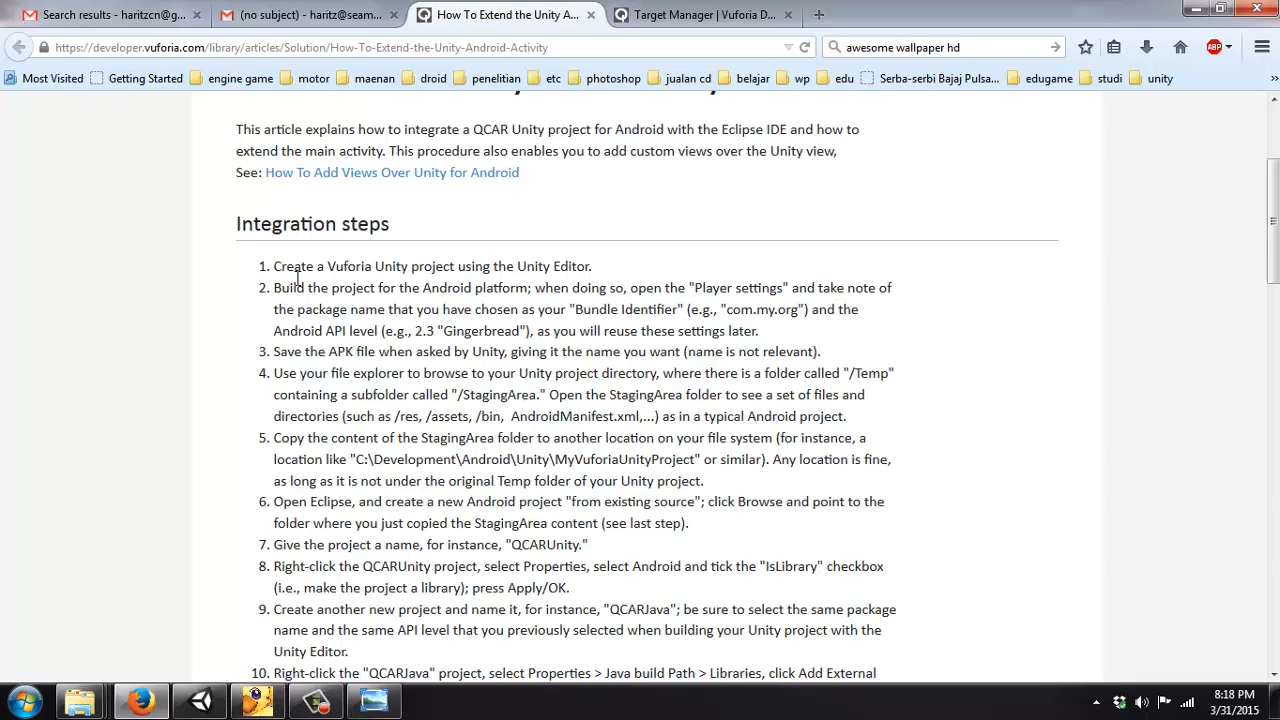 Search results - haritzcn@g...
(no subject) - haritz@seam...
How To Extend the Unity A...
Target Manager | Vuforia D...
https://developer.vuforia.com/library/articles/Solution/How-To-Extend-the-Unity-Android-Activity
awesome wallpaper hd
ABP
Most Visited
Getting Started
engine game
motor
maenan
droid
penelitian
etc
photoshop
jualan cd
belajar
wp
edu
Serba-serbi Bajaj Pulsa...
edugame
studi
unity
This article explains how to integrate a QCAR Unity project for Android with the Eclipse IDE and how to
extend the main activity. This procedure also enables you to add custom views over the Unity view,
See: How To Add Views Over Unity for Android
Integration steps
1. Create a Vuforia Unity project using the Unity Editor.
2. Build the project for the Android platform; when doing so, open the "Player settings" and take note of
the package name that you have chosen as your "Bundle Identifier" (e.g., "com.my.org") and the
Android API level (e.g., 2.3 "Gingerbread"), as you will reuse these settings later.
3. Save the APK file when asked by Unity, giving it the name you want (name is not relevant).
4. Use your file explorer to browse to your Unity project directory, where there is a folder called "/Temp"
containing a subfolder called "/StagingArea." Open the StagingArea folder to see a set of files and
directories (such as /res, /assets, /bin, AndroidManifest.xml,...) as in a typical Android project.
5. Copy the content of the StagingArea folder to another location on your file system (for instance, a
location like "C:\Development\Android\Unity\MyVuforiaUnityProject" or similar). Any location is fine,
as long as it is not under the original Temp folder of your Unity project.
6. Open Eclipse, and create a new Android project "from existing source"; click Browse and point to the
folder where you just copied the StagingArea content (see last step).
7. Give the project a name, for instance, "QCARUnity."
8. Right-click the QCARUnity project, select Properties, select Android and tick the "IsLibrary" checkbox
(i.e., make the project a library); press Apply/OK.
9. Create another new project and name it, for instance, "QCARJava"; be sure to select the same package
name and the same API level that you previously selected when building your Unity project with the
Unity Editor.
10. Right-click the "QCARJava" project, select Properties > Java build Path > Libraries, click Add External
8:18 PM
3/31/2015